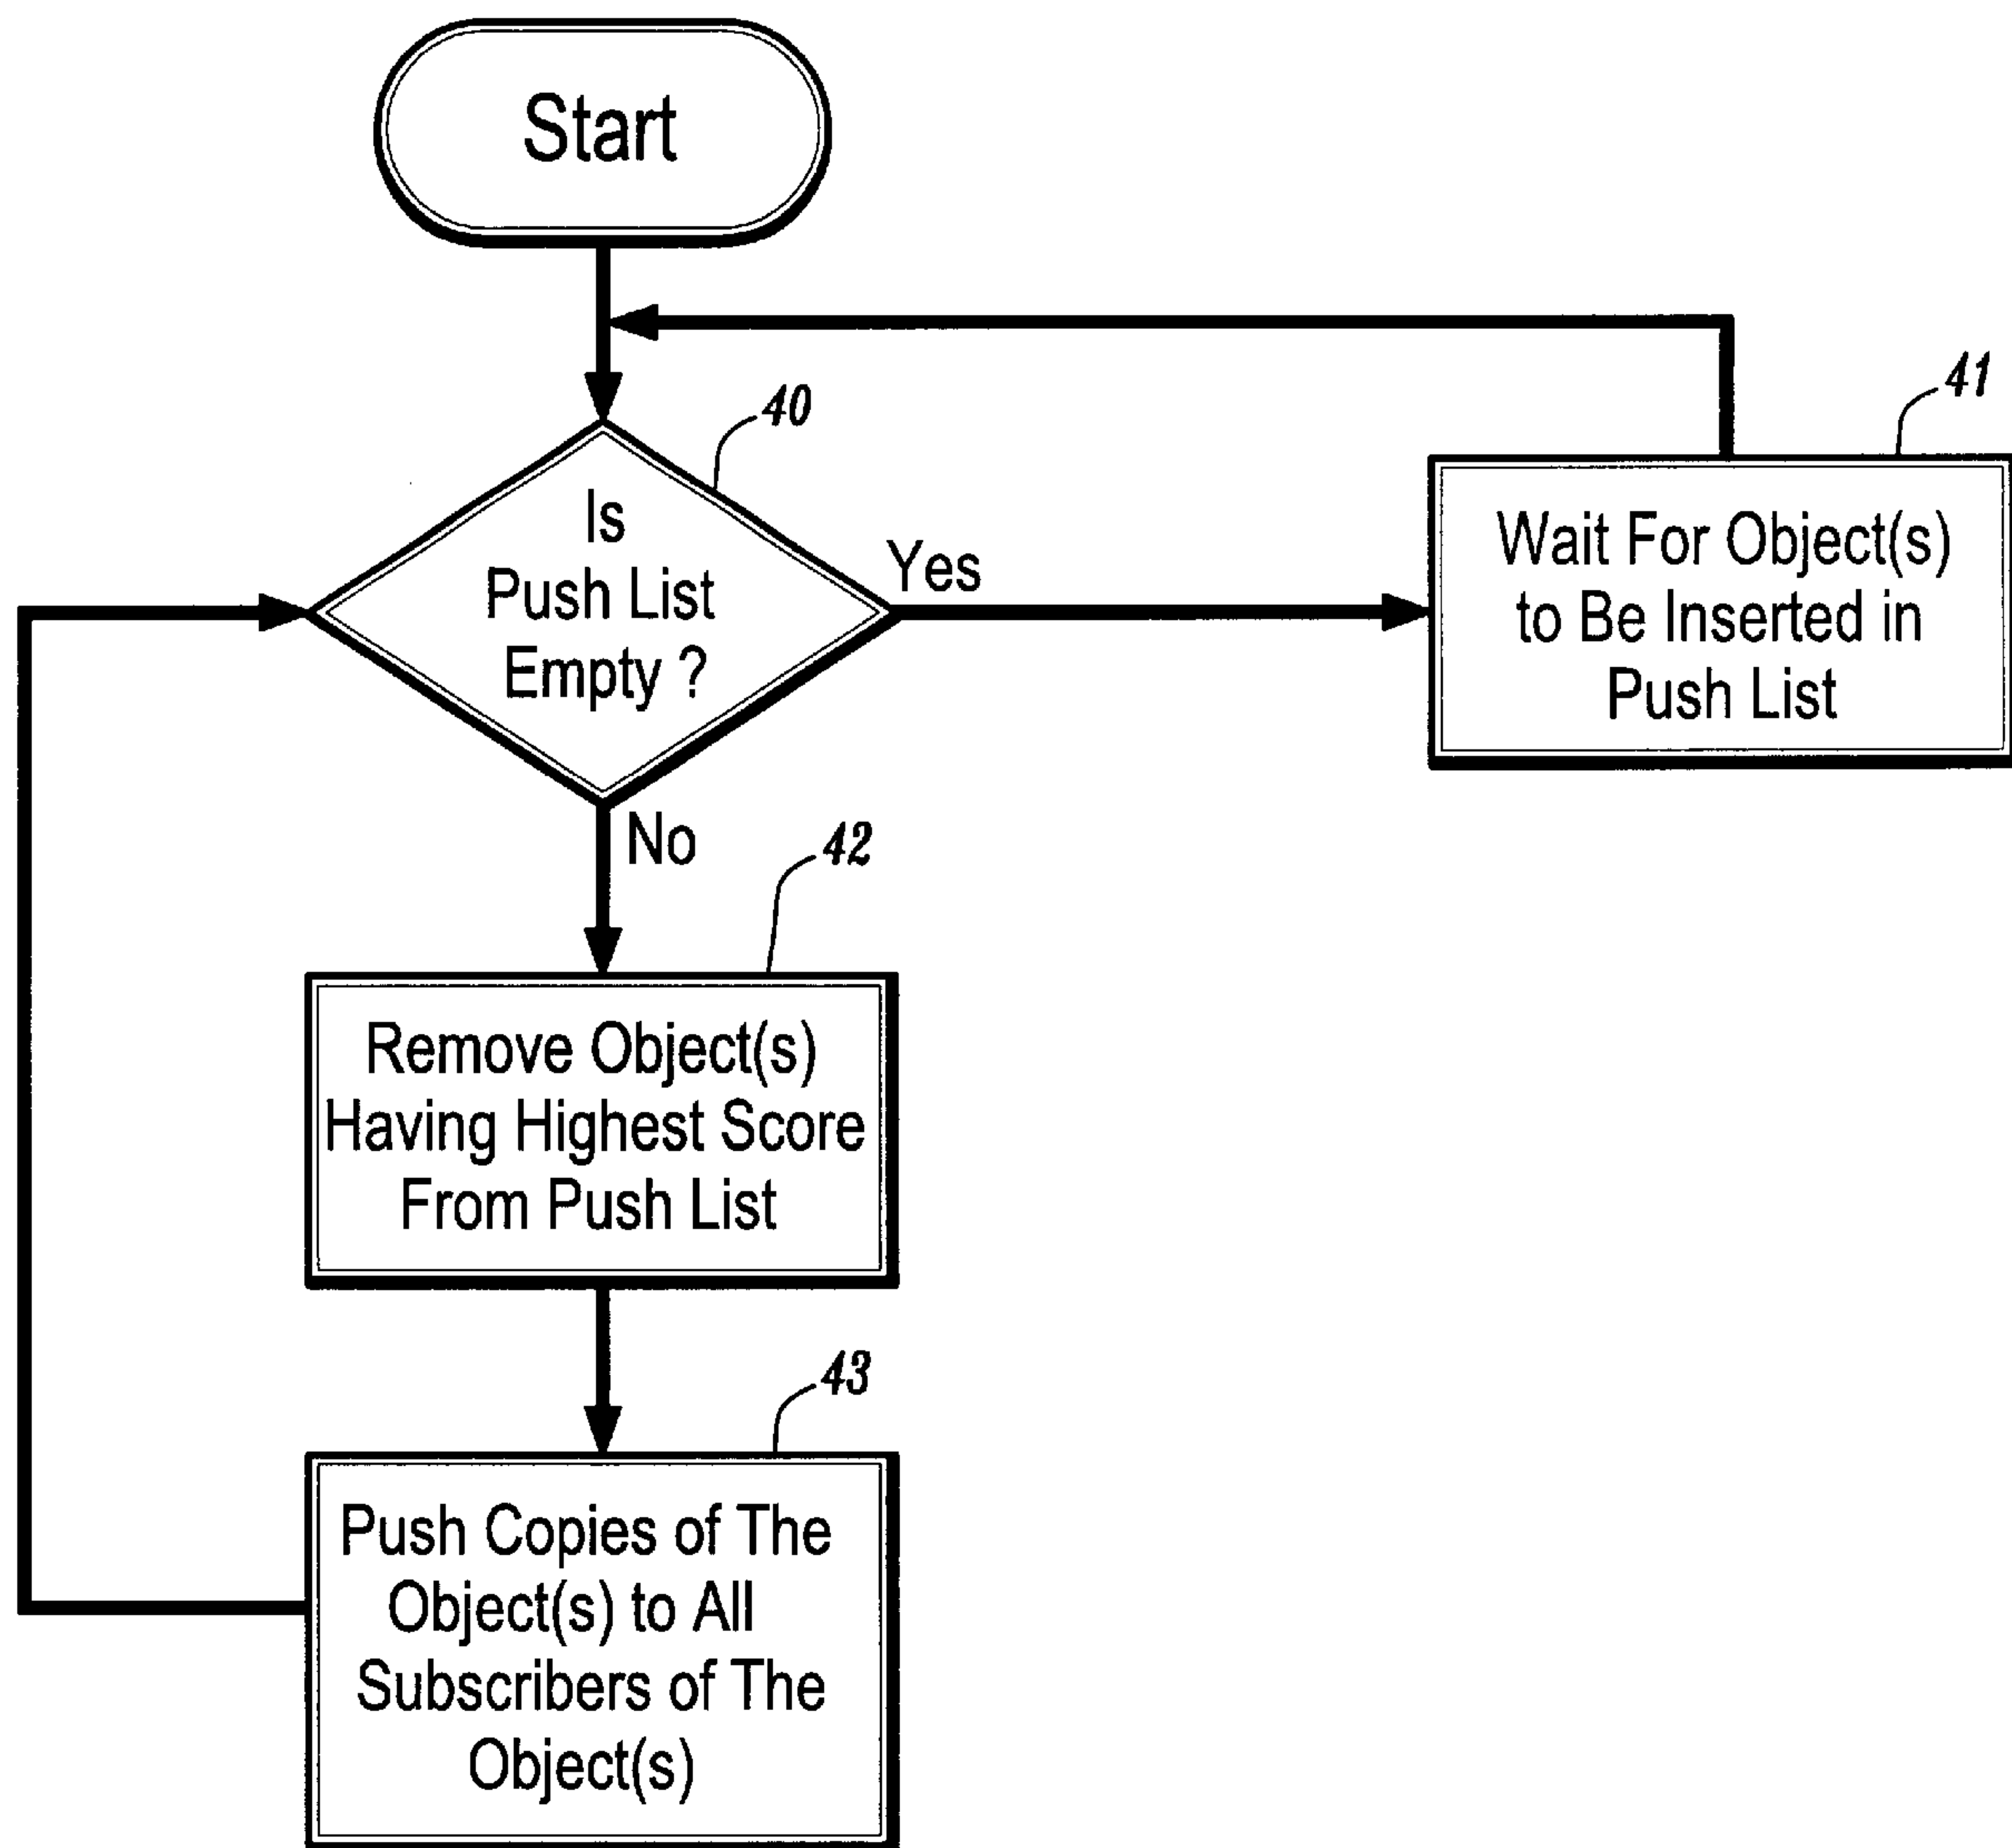 Start
40
Is
Push List
Empty ?
Yes
41
Wait For Object(s)
to Be Inserted in
Push List
No
42
Remove Object(s)
Having Highest Score
From Push List
43
Push Copies of The
Object(s) to All
Subscribers of The
Object(s)